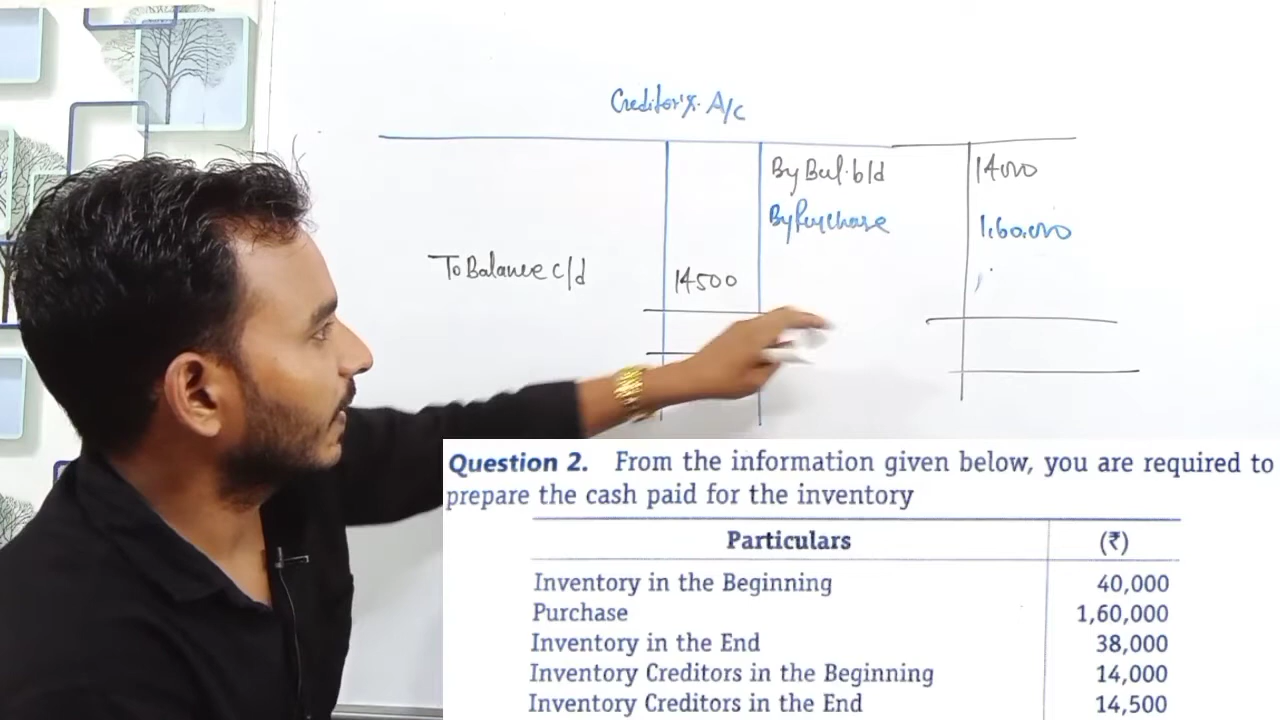 Creditor's A/C
By Bal. b/d 14000
By Purchase 1,60,000
To Balance c/d 14500
Question 2. From the information given below, you are required to
prepare the cash paid for the inventory
Particulars (₹)
Inventory in the Beginning 40,000
Purchase 1,60,000
Inventory in the End 38,000
Inventory Creditors in the Beginning 14,000
Inventory Creditors in the End 14,500